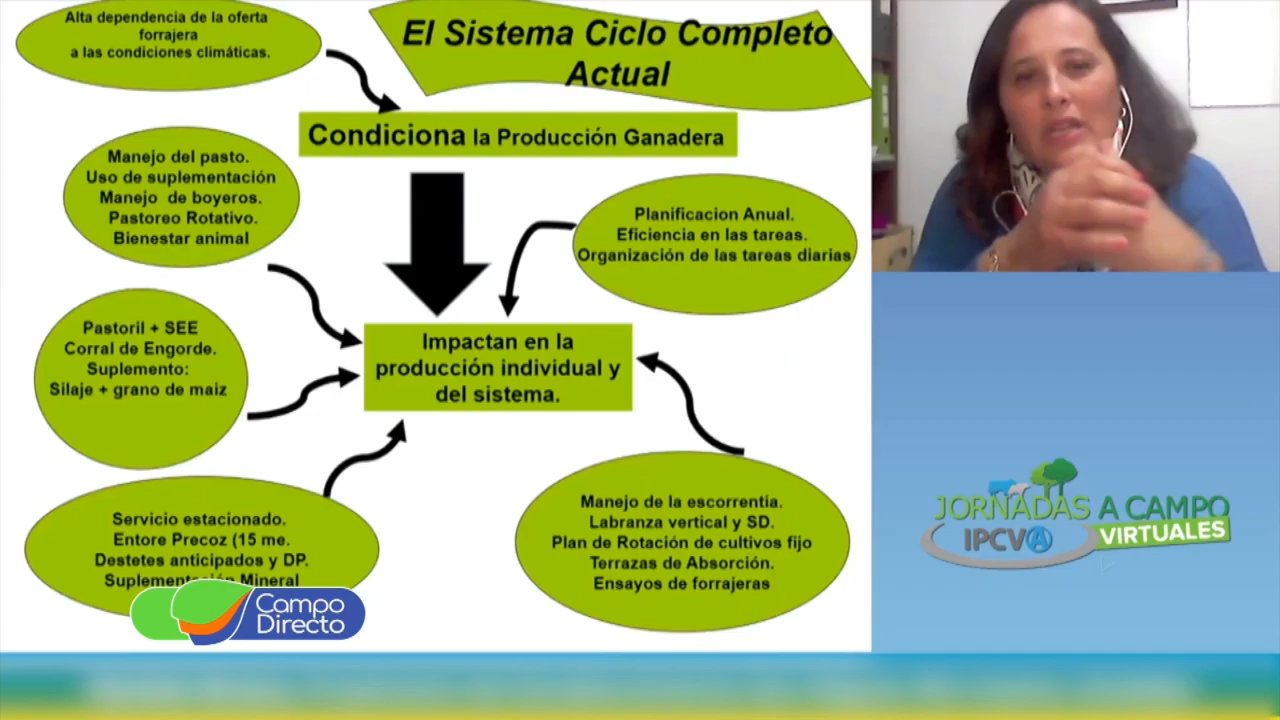 Alta dependencia de la oferta
forrajera
a las condiciones climáticas.
El Sistema Ciclo Completo
Actual
Condiciona la Producción Ganadera
Manejo del pasto.
Uso de suplementación
Manejo de boyeros.
Pastoreo Rotativo.
Bienestar animal
Planificacion Anual.
Eficiencia en las tareas.
Organización de las tareas diarias
Pastoril + SEE
Corral de Engorde.
Suplemento:
Silaje + grano de maiz
Impactan en la
producción individual y
del sistema.
Servicio estacionado.
Entore Precoz (15 me.
Destetes anticipados y DP.
Suplementación Mineral
Manejo de la escorrentia.
Labranza vertical y SD.
Plan de Rotación de cultivos fijo
Terrazas de Absorción.
Ensayos de forrajeras
Campo
Directo
JORNADAS A CAMPO
IPCVA VIRTUALES